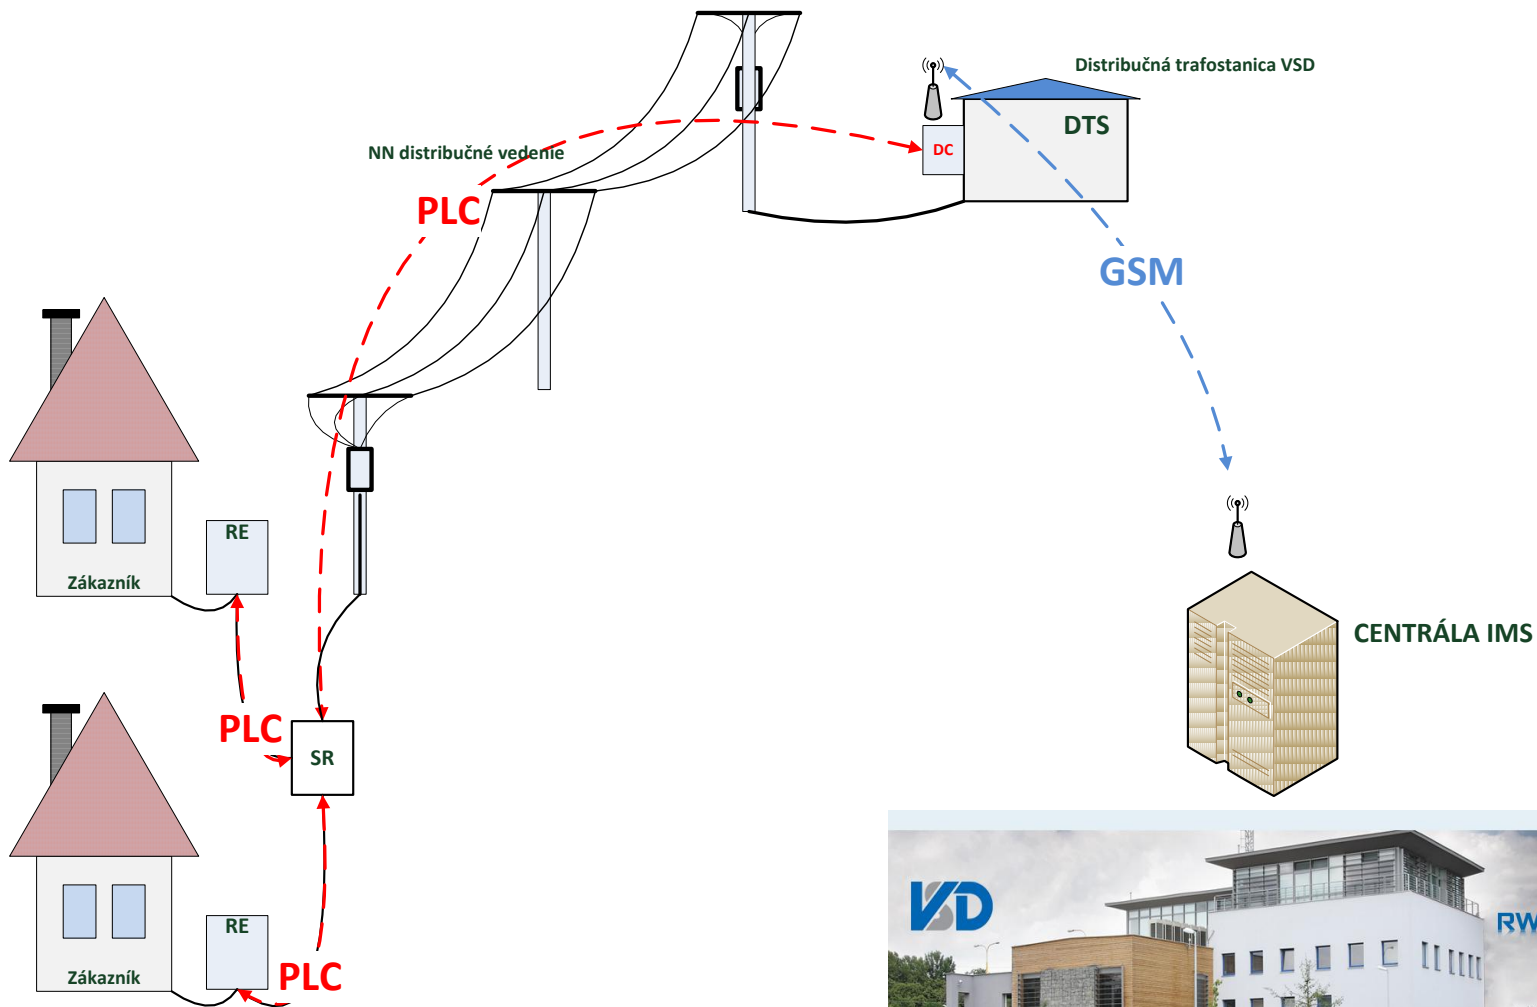 Distribučná trafostanica VSD
DTS
DC
NN distribučné vedenie
PLC
GSM
RE
Zákazník
CENTRÁLA IMS
PLC
SR
VSD
RW
RE
Zákazník
PLC